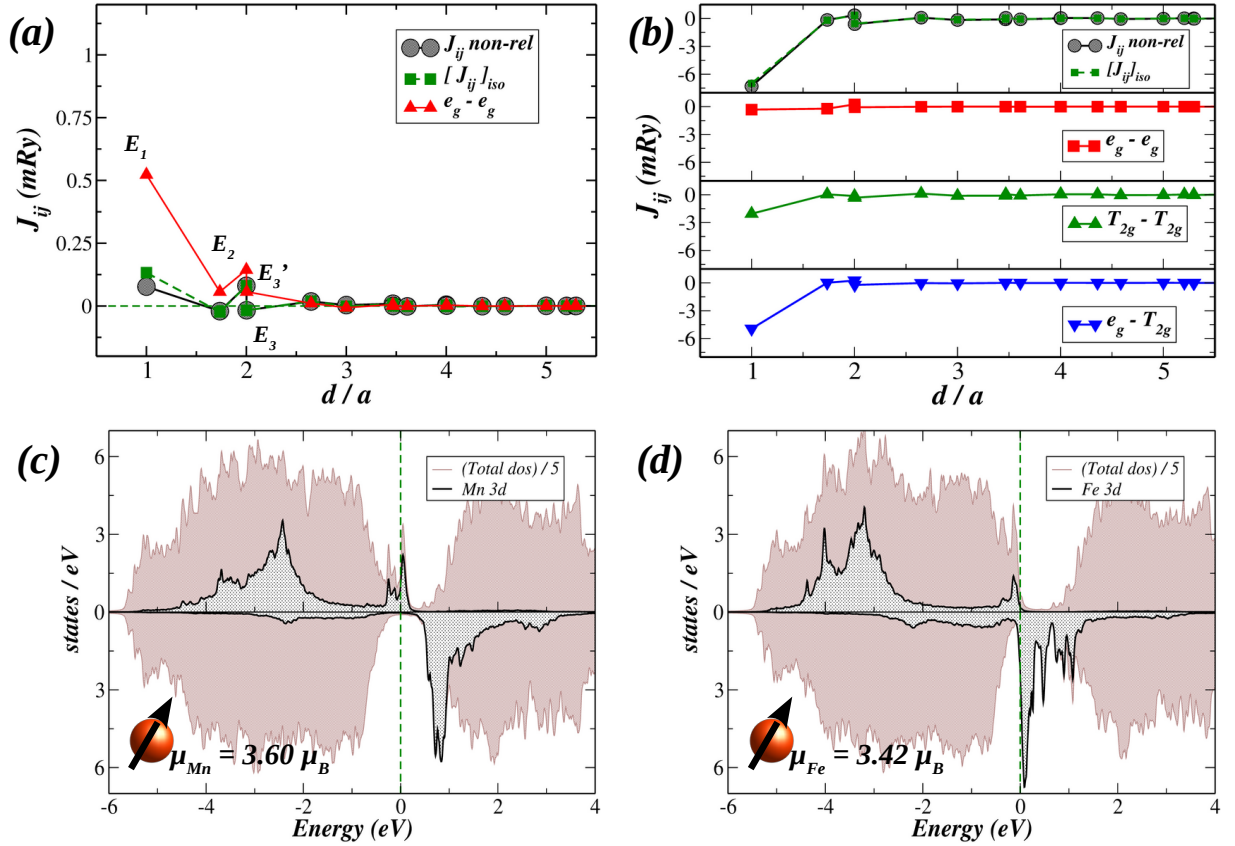 (a)
J_ij non-rel
[ J_ij ]_iso
e_g - e_g
E_1
E_2
E_3'
E_3
J_ij (mRy)
1
0.75
0.5
0.25
0
1 2 3 4 5
d / a
(b)
J_ij non-rel
[J_ij]_iso
e_g - e_g
T_2g - T_2g
e_g - T_2g
J_ij (mRy)
0
-3
-6
0
-3
-6
0
-3
-6
0
-3
-6
1 2 3 4 5
d / a
(c)
(Total dos) / 5
Mn 3d
states / eV
6
3
0
3
6
μ_Mn = 3.60 μ_B
-6 -4 -2 0 2 4
Energy (eV)
(d)
(Total dos) / 5
Fe 3d
states / eV
6
3
0
3
6
μ_Fe = 3.42 μ_B
-6 -4 -2 0 2 4
Energy (eV)